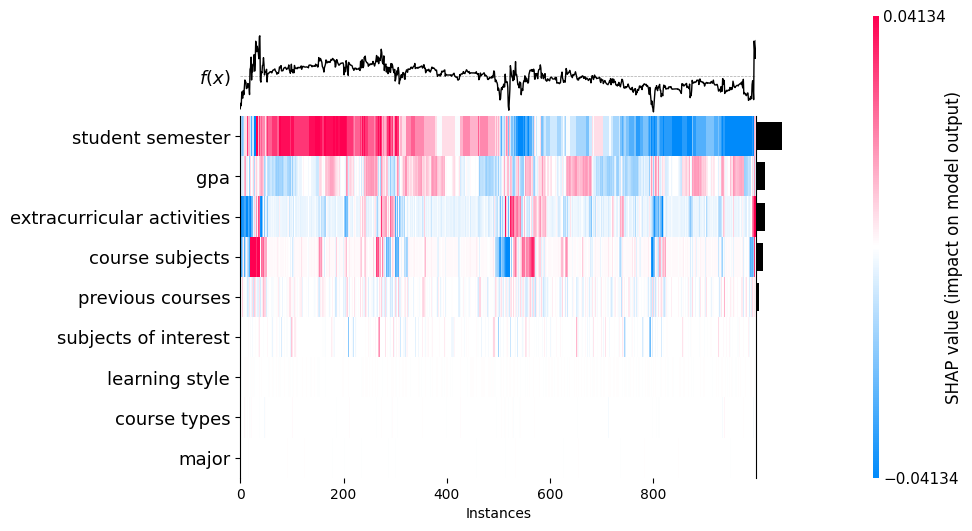 0.04134
f(x)
student semester
gpa
extracurricular activities
course subjects
previous courses
subjects of interest
learning style
course types
major
0 200 400 600 800
Instances
−0.04134
SHAP value (impact on model output)